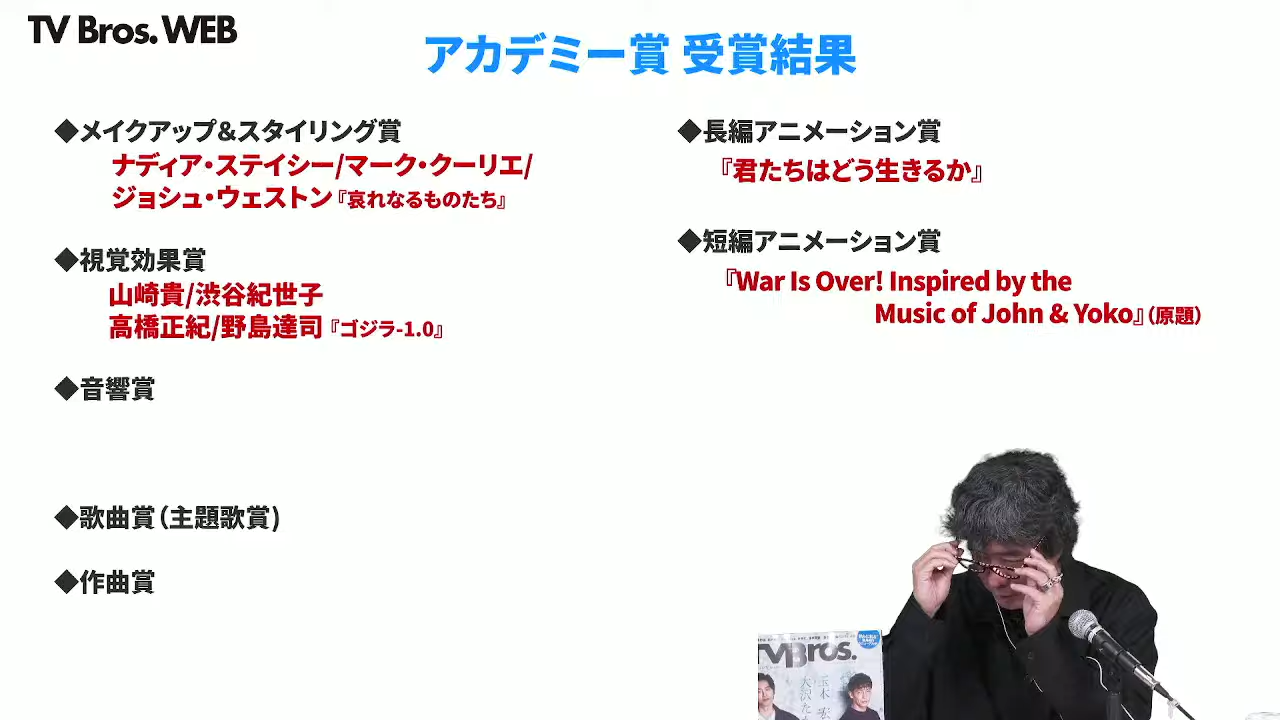 TV Bros. WEB
アカデミー賞 受賞結果
◆メイクアップ&スタイリング賞
ナディア・ステイシー/マーク・クーリエ/
ジョシュ・ウェストン『哀れなるものたち』
◆視覚効果賞
山崎貴/渋谷紀世子
高橋正紀/野島達司『ゴジラ-1.0』
◆音響賞
◆歌曲賞(主題歌賞)
◆作曲賞
◆長編アニメーション賞
『君たちはどう生きるか』
◆短編アニメーション賞
『War Is Over! Inspired by the
Music of John & Yoko』(原題)
TVBros.
玉木
大沢た